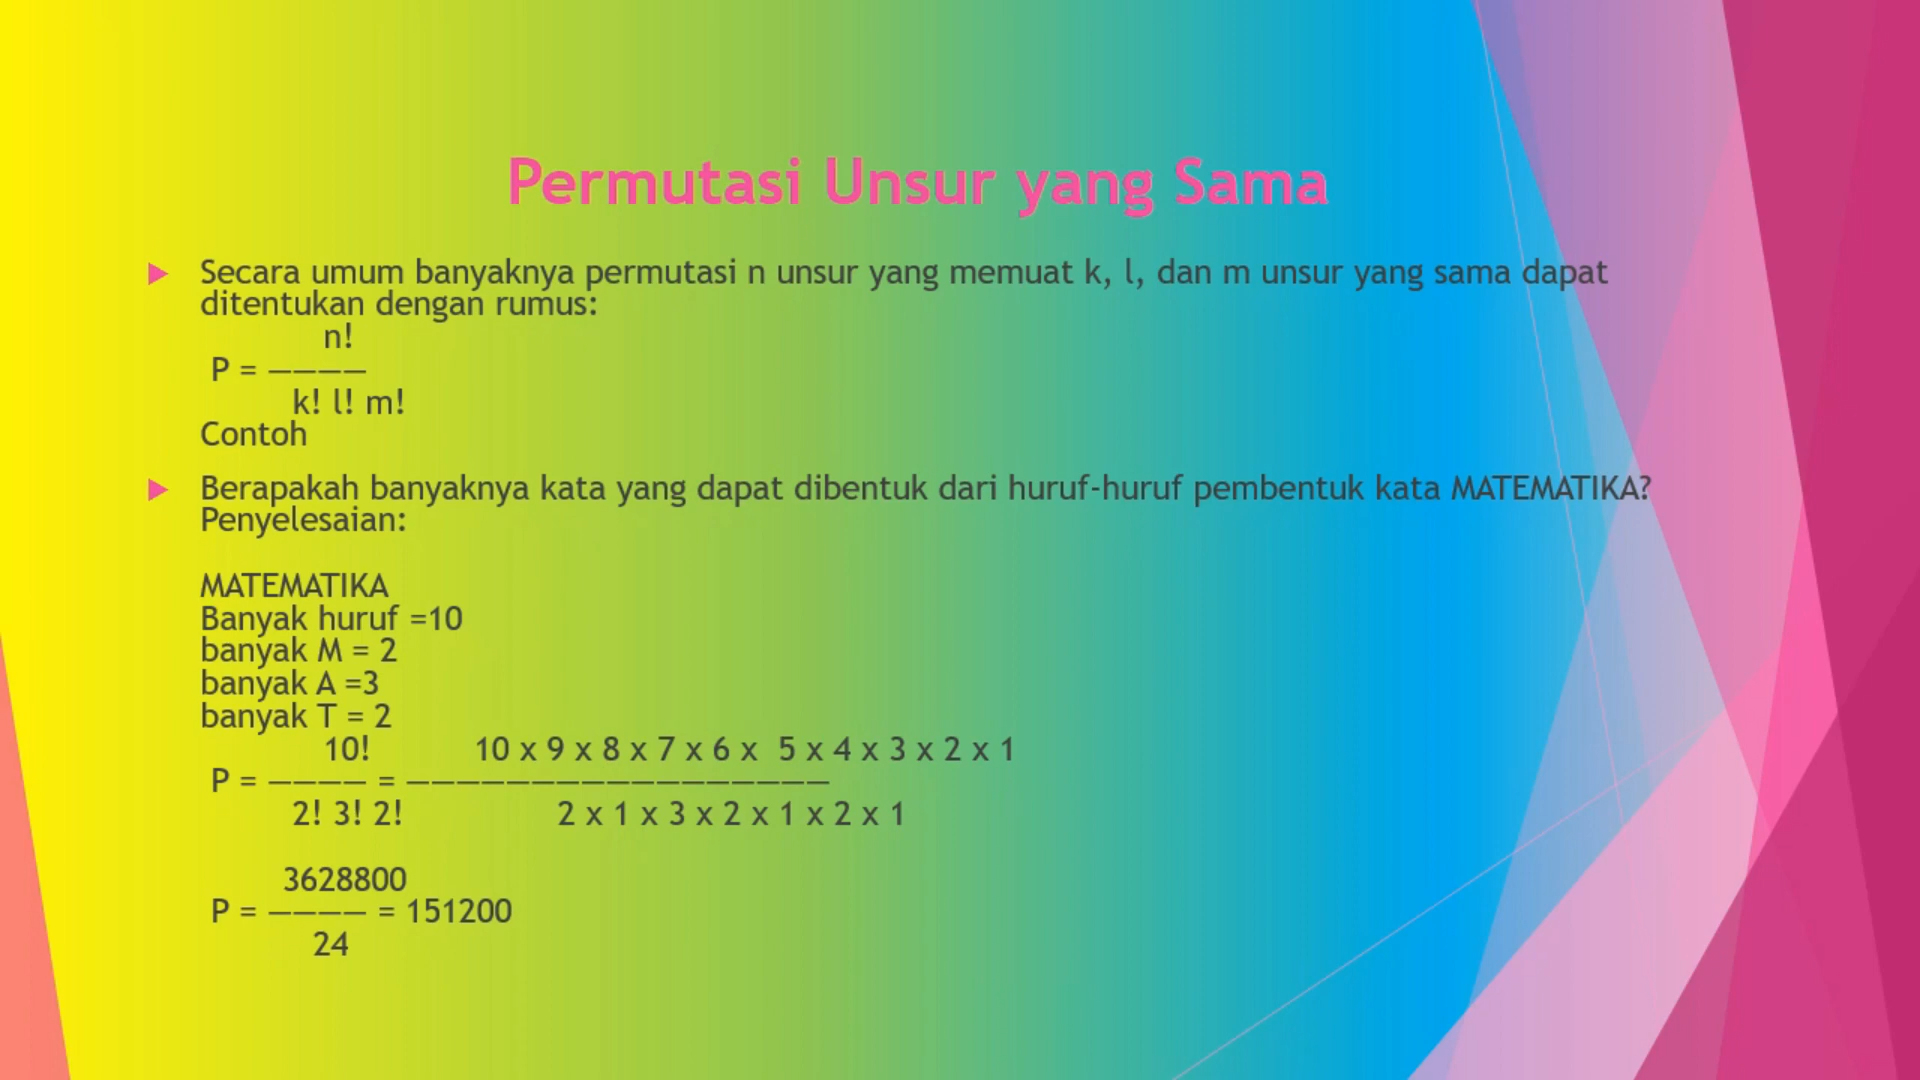 Permutasi Unsur yang Sama
Secara umum banyaknya permutasi n unsur yang memuat k, l, dan m unsur yang sama dapat
ditentukan dengan rumus:
n!
P = ————
k! l! m!
Contoh
Berapakah banyaknya kata yang dapat dibentuk dari huruf-huruf pembentuk kata MATEMATIKA?
Penyelesaian:
MATEMATIKA
Banyak huruf =10
banyak M = 2
banyak A =3
banyak T = 2
10! 10 x 9 x 8 x 7 x 6 x 5 x 4 x 3 x 2 x 1
P = ———— = —————————————————
2! 3! 2! 2 x 1 x 3 x 2 x 1 x 2 x 1
3628800
P = ———— = 151200
24